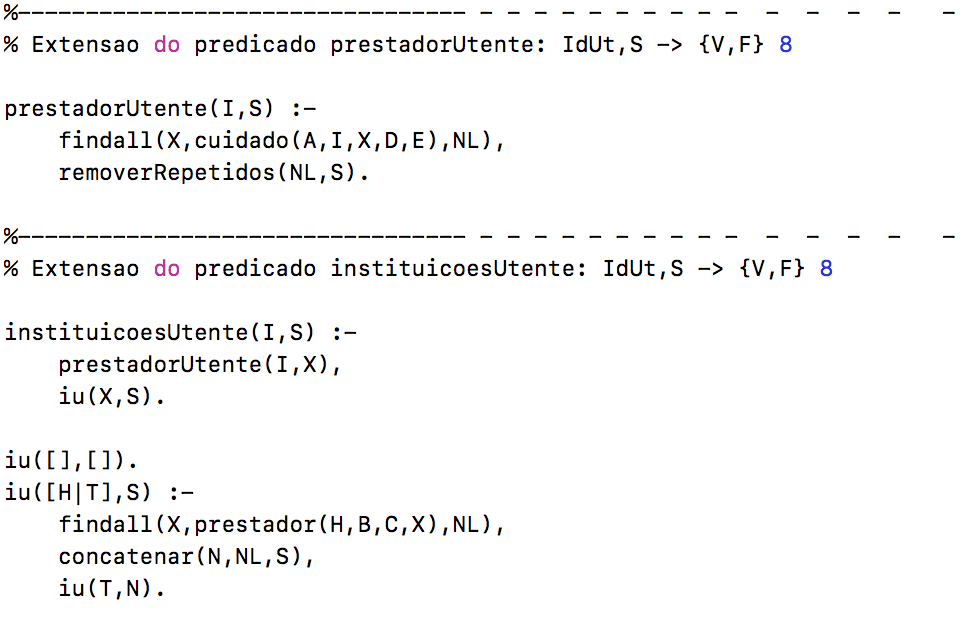 %--------------------------------- - - - - - - - - - -  -  -  -  -   -
% Extensao do predicado prestadorUtente: IdUt,S -> {V,F} 8
prestadorUtente(I,S) :-
    findall(X,cuidado(A,I,X,D,E),NL),
    removerRepetidos(NL,S).
%--------------------------------- - - - - - - - - - -  -  -  -  -   -
% Extensao do predicado instituicoesUtente: IdUt,S -> {V,F} 8
instituicoesUtente(I,S) :-
    prestadorUtente(I,X),
    iu(X,S).
iu([],[]).
iu([H|T],S) :-
    findall(X,prestador(H,B,C,X),NL),
    concatenar(N,NL,S),
    iu(T,N).